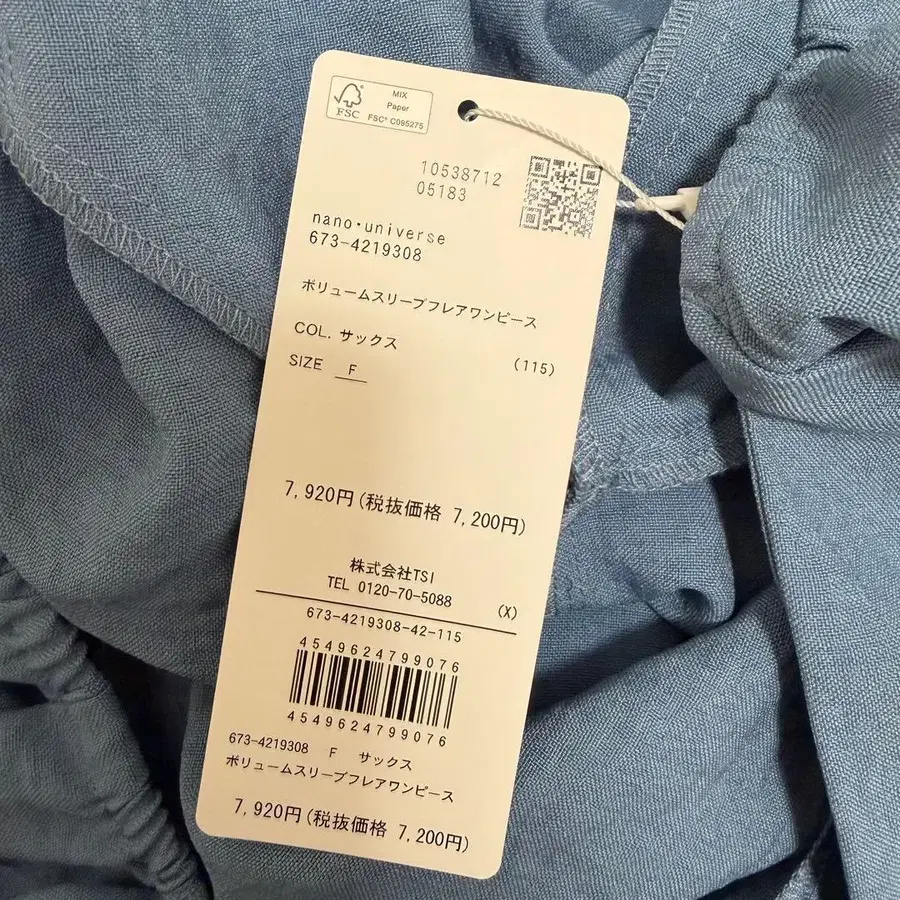 MIX
Paper
FSC
FSC® C095275
10538712
05183
nano・universe
673-4219308
ボリュームスリーブフレアワンピース
COL. サックス
(115)
SIZE F
7,920円(税抜価格 7,200円)
株式会社TSI
TEL 0120-70-5088
(X)
673-4219308-42-115
4549624799076
4549624799076
673-4219308 F サックス
ボリュームスリーブフレアワンピース
7,920円(税抜価格 7,200円)